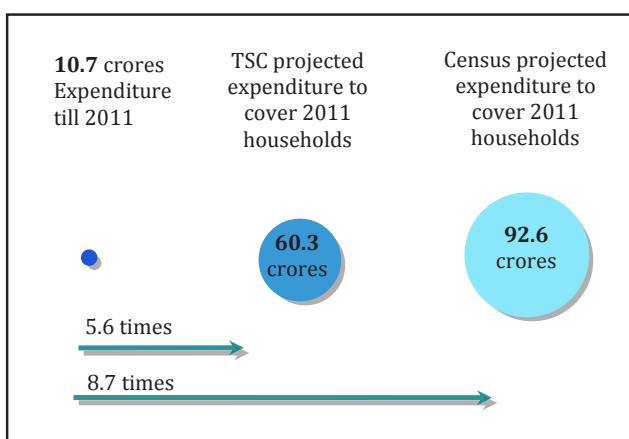 10.7 crores
Expenditure
till 2011
TSC projected
expenditure to
cover 2011
households
Census projected
expenditure to
cover 2011
households
60.3
crores
92.6
crores
5.6 times
8.7 times